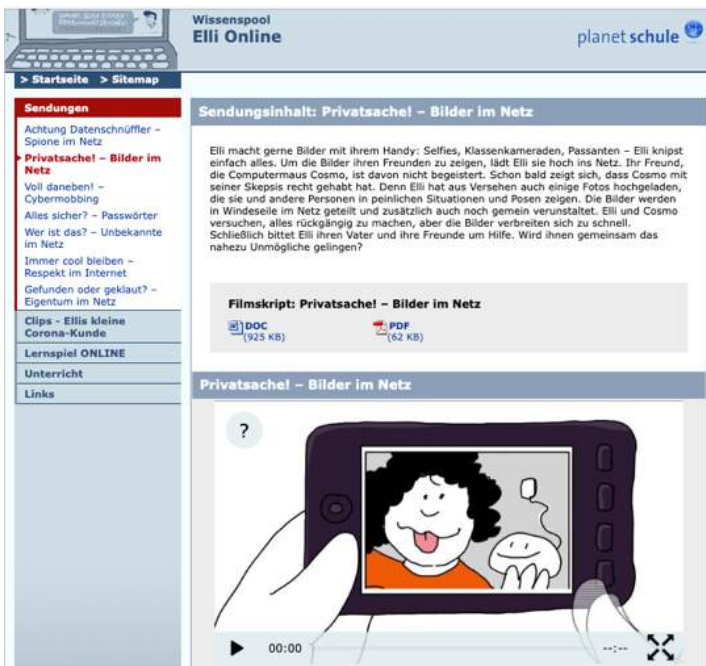 Wissenspool
Elli Online
planet schule
> Startseite > Sitemap
Sendungen
Achtung Datenschnüffler –
Spione im Netz
Privatsache! – Bilder im
Netz
Voll daneben! –
Cybermobbing
Alles sicher? – Passwörter
Wer ist das? – Unbekannte
im Netz
Immer cool bleiben –
Respekt im Internet
Gefunden oder geklaut? –
Eigentum im Netz
Clips - Ellis kleine
Corona-Kunde
Lernspiel ONLINE
Unterricht
Links
Sendungsinhalt: Privatsache! – Bilder im Netz
Elli macht gerne Bilder mit ihrem Handy: Selfies, Klassenkameraden, Passanten – Elli knipst
einfach alles. Um die Bilder ihren Freunden zu zeigen, lädt Elli sie hoch ins Netz. Ihr Freund,
die Computermaus Cosmo, ist davon nicht begeistert. Schon bald zeigt sich, dass Cosmo mit
seiner Skepsis recht gehabt hat. Denn Elli hat aus Versehen auch einige Fotos hochgeladen,
die sie und andere Personen in peinlichen Situationen und Posen zeigen. Die Bilder werden
in Windeseile im Netz geteilt und zusätzlich auch noch gemein verunstaltet. Elli und Cosmo
versuchen, alles rückgängig zu machen, aber die Bilder verbreiten sich zu schnell.
Schließlich bittet Elli ihren Vater und ihre Freunde um Hilfe. Wird ihnen gemeinsam das
nahezu Unmögliche gelingen?
Filmskript: Privatsache! – Bilder im Netz
DOC PDF
(925 KB) (62 KB)
Privatsache! – Bilder im Netz
?
00:00 --:--